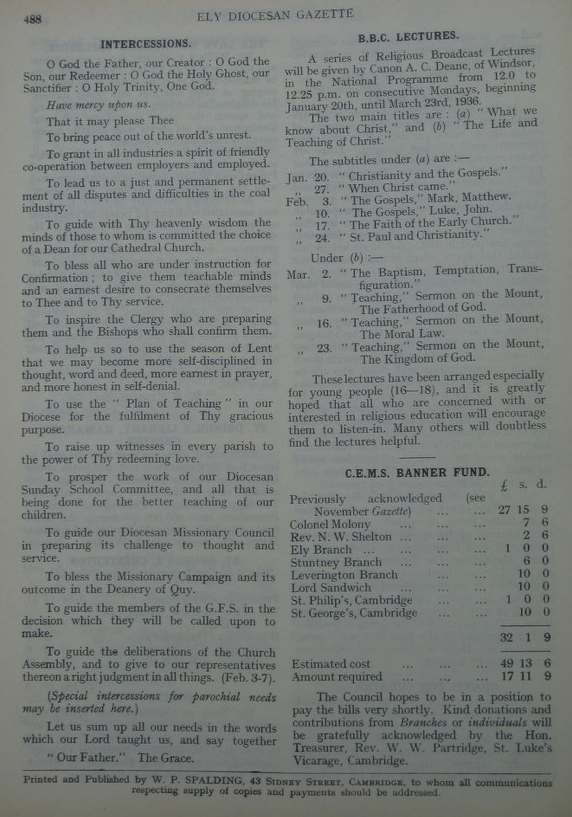 488
ELY DIOCESAN GAZETTE
INTERCESSIONS.
O God the Father, our Creator : O God the
Son, our Redeemer : O God the Holy Ghost, our
Sanctifier : O Holy Trinity, One God.
Have mercy upon us.
That it may please Thee
To bring peace out of the world's unrest.
To grant in all industries a spirit of friendly
co-operation between employers and employed.
To lead us to a just and permanent settle-
ment of all disputes and difficulties in the coal
industry.
To guide with Thy heavenly wisdom the
minds of those to whom is committed the choice
of a Dean for our Cathedral Church.
To bless all who are under instruction for
Confirmation ; to give them teachable minds
and an earnest desire to consecrate themselves
to Thee and to Thy service.
To inspire the Clergy who are preparing
them and the Bishops who shall confirm them.
To help us so to use the season of Lent
that we may become more self-disciplined in
thought, word and deed, more earnest in prayer,
and more honest in self-denial.
To use the " Plan of Teaching " in our
Diocese for the fulfilment of Thy gracious
purpose.
To raise up witnesses in every parish to
the power of Thy redeeming love.
To prosper the work of our Diocesan
Sunday School Committee, and all that is
being done for the better teaching of our
children.
To guide our Diocesan Missionary Council
in preparing its challenge to thought and
service.
To bless the Missionary Campaign and its
outcome in the Deanery of Quy.
To guide the members of the G.F.S. in the
decision which they will be called upon to
make.
To guide the deliberations of the Church
Assembly, and to give to our representatives
thereon a right judgment in all things. (Feb. 3-7).
(Special intercessions for parochial needs
may be inserted here.)
Let us sum up all our needs in the words
which our Lord taught us, and say together
" Our Father." The Grace.
B.B.C. LECTURES.
A series of Religious Broadcast Lectures
will be given by Canon A. C. Deane, of Windsor,
in the National Programme from 12.0 to
12.25 p.m. on consecutive Mondays, beginning
January 20th, until March 23rd, 1936.
The two main titles are : (a) " What we
know about Christ," and (b) " The Life and
Teaching of Christ."
The subtitles under (a) are :—
Jan. 20. " Christianity and the Gospels."
,, 27. " When Christ came."
Feb. 3. " The Gospels," Mark, Matthew.
,, 10. " The Gospels," Luke, John.
,, 17. " The Faith of the Early Church."
,, 24. " St. Paul and Christianity."
Under (b) :—
Mar. 2. " The Baptism, Temptation, Trans-
figuration."
,, 9. " Teaching," Sermon on the Mount,
The Fatherhood of God.
,, 16. " Teaching," Sermon on the Mount,
The Moral Law.
,, 23. " Teaching," Sermon on the Mount,
The Kingdom of God.
These lectures have been arranged especially
for young people (16—18), and it is greatly
hoped that all who are concerned with or
interested in religious education will encourage
them to listen-in. Many others will doubtless
find the lectures helpful.
C.E.M.S. BANNER FUND.
£ s. d.
Previously acknowledged (see
November Gazette) ... ... 27 15 9
Colonel Molony ... ... ... 7 6
Rev. N. W. Shelton ... ... ... 2 6
Ely Branch ... ... ... ... 1 0 0
Stuntney Branch ... ... ... 6 0
Leverington Branch ... ... 10 0
Lord Sandwich ... ... ... 10 0
St. Philip's, Cambridge ... ... 1 0 0
St. George's, Cambridge ... ... 10 0
32 1 9
Estimated cost ... ... ... 49 13 6
Amount required ... ... ... 17 11 9
The Council hopes to be in a position to
pay the bills very shortly. Kind donations and
contributions from Branches or individuals will
be gratefully acknowledged by the Hon.
Treasurer, Rev. W. W. Partridge, St. Luke's
Vicarage, Cambridge.
Printed and Published by W. P. SPALDING, 43 SIDNEY STREET, CAMBRIDGE, to whom all communications
respecting supply of copies and payments should be addressed.